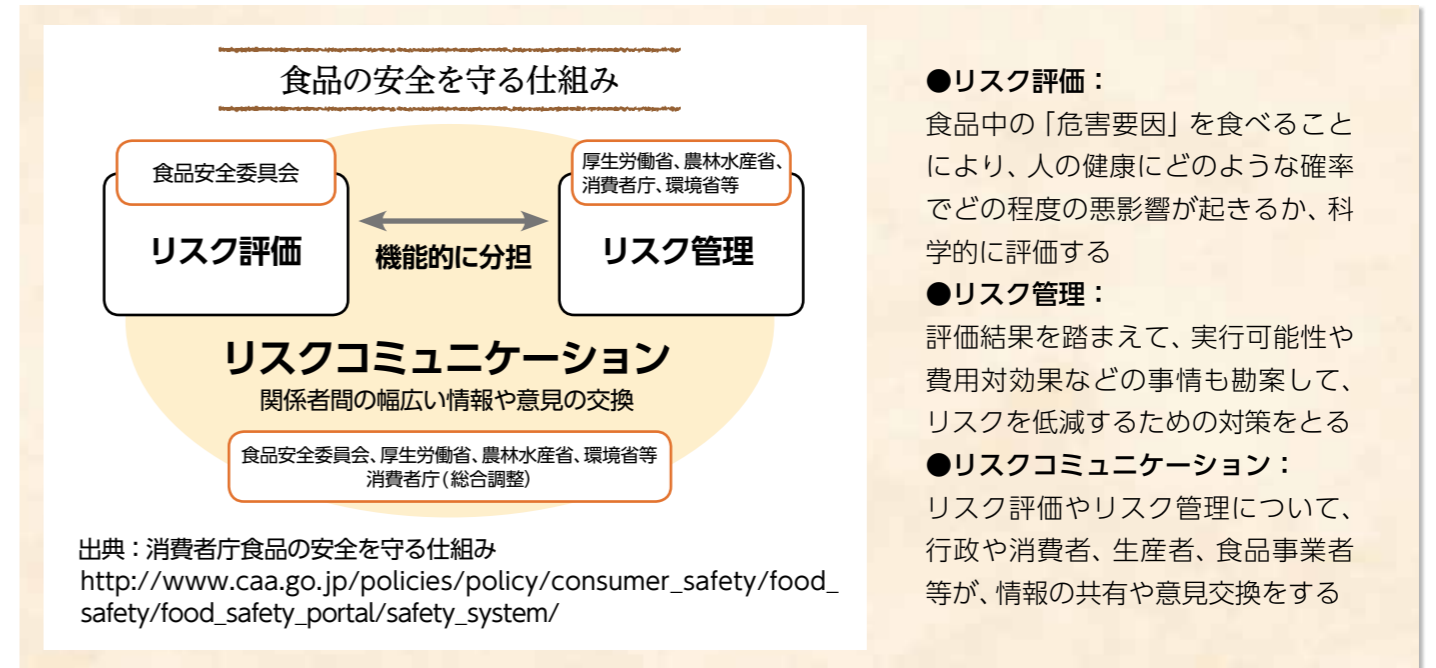 食品の安全を守る仕組み
食品安全委員会
リスク評価
機能的に分担
厚生労働省、農林水産省、
消費者庁、環境省等
リスク管理
リスクコミュニケーション
関係者間の幅広い情報や意見の交換
食品安全委員会、厚生労働省、農林水産省、環境省等
消費者庁(総合調整)
出典：消費者庁食品の安全を守る仕組み
http://www.caa.go.jp/policies/policy/consumer_safety/food_
safety/food_safety_portal/safety_system/
●リスク評価：
食品中の「危害要因」を食べること
により、人の健康にどのような確率
でどの程度の悪影響が起きるか、科
学的に評価する
●リスク管理：
評価結果を踏まえて、実行可能性や
費用対効果などの事情も勘案して、
リスクを低減するための対策をとる
●リスクコミュニケーション：
リスク評価やリスク管理について、
行政や消費者、生産者、食品事業者
等が、情報の共有や意見交換をする